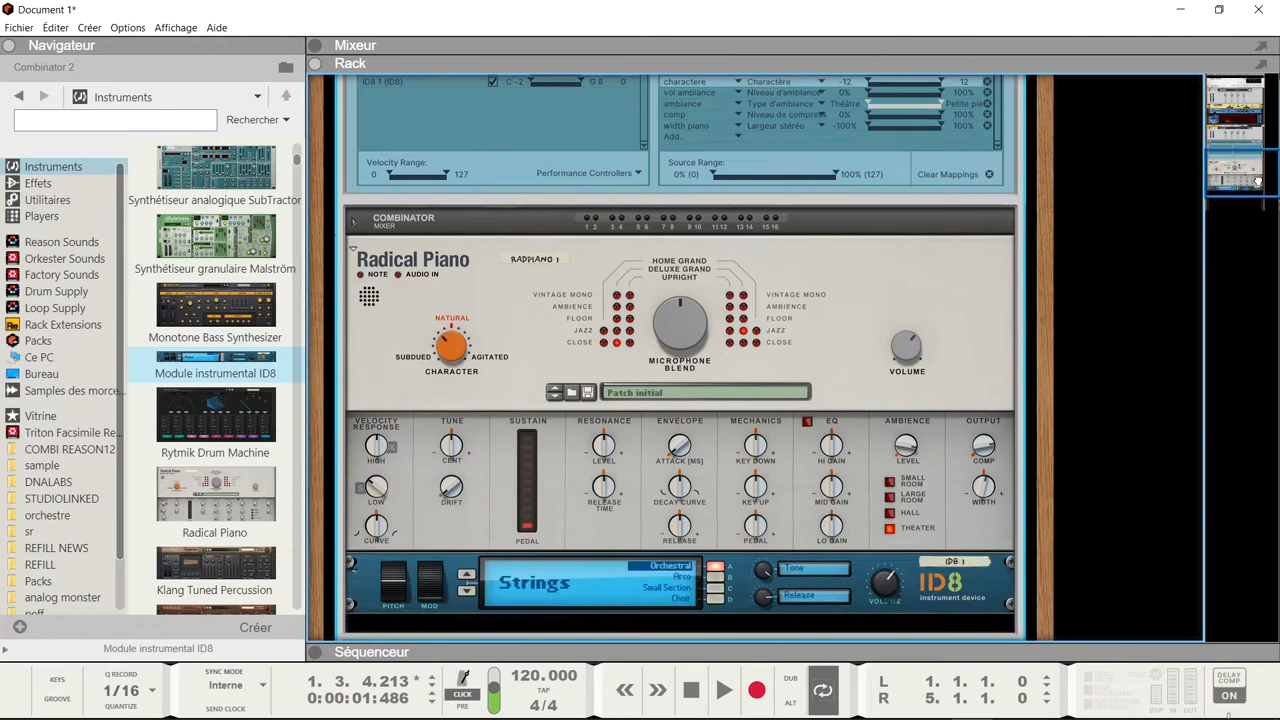 Document 1*
Fichier Éditer Créer Options Affichage Aide
Navigateur
Combinator 2
Instruments
Rechercher
Instruments
Effets
Utilitaires
Players
Reason Sounds
Orkester Sounds
Factory Sounds
Drum Supply
Loop Supply
Rack Extensions
Packs
Ce PC
Bureau
Samples des morce...
Vitrine
Triton Facsimile Re...
COMBI REASON12
sample
DNALABS
STUDIOLINKED
orchestre
sr
REFILL NEWS
REFILL
Packs
Analog monster
Synthétiseur analogique SubTractor
Synthétiseur granulaire Malström
Monotone Bass Synthesizer
Module instrumental ID8
Rytmik Drum Machine
Radical Piano
Klang Tuned Percussion
Créer
Module instrumental ID8
Mixeur
Rack
ID8 1 (ID8) C -2 G 8 0
Velocity Range:
0 127
Performance Controllers
charactere Charactère -12 12
vol ambiance Niveau d'ambiance 0% 100%
ambiance Type d'ambiance Théâtre Petite piè
comp Niveau de compres 0% 100%
width piano Largeur stéréo -100% 100%
Add..
Source Range:
0% (0) 100% (127)
Clear Mappings
COMBINATOR
MIXER
1 2 3 4 5 6 7 8 9 10 11 12 13 14 15 16
Radical Piano
RADPIANO 1
NOTE AUDIO IN
HOME GRAND
DELUXE GRAND
UPRIGHT
VINTAGE MONO
AMBIENCE
FLOOR
JAZZ
CLOSE
VINTAGE MONO
AMBIENCE
FLOOR
JAZZ
CLOSE
MICROPHONE
BLEND
NATURAL
SUBDUED AGITATED
CHARACTER
VOLUME
Patch initial
VELOCITY
RESPONSE
HIGH
LOW
CURVE
TUNE
CENT
DRIFT
SUSTAIN
PEDAL
RESONANCE
LEVEL
RELEASE
TIME
ENVELOPE
ATTACK [MS]
DECAY CURVE
RELEASE
MECHANICS
KEY DOWN
KEY UP
PEDAL
EQ
HI GAIN
MID GAIN
LO GAIN
AMBIENCE
LEVEL
SMALL
ROOM
LARGE
ROOM
HALL
THEATER
OUTPUT
COMP
WIDTH
PITCH MOD
Strings
Orchestral A
Arco B
Small Section C
Choir D
Tone
Release
VOLUME
ID8 1
ID8
instrument device
Séquenceur
KEYS
GROOVE
Q RECORD
1/16
QUANTIZE
SYNC MODE
Interne
SEND CLOCK
1. 3. 4.213 *
0:00:01:486
CLICK
PRE
120.000
TAP
4/4
DUB
ALT
L 1. 1. 1. 0
R 5. 1. 1. 0
CALC
DSP IN OUT
DELAY
COMP
ON
0